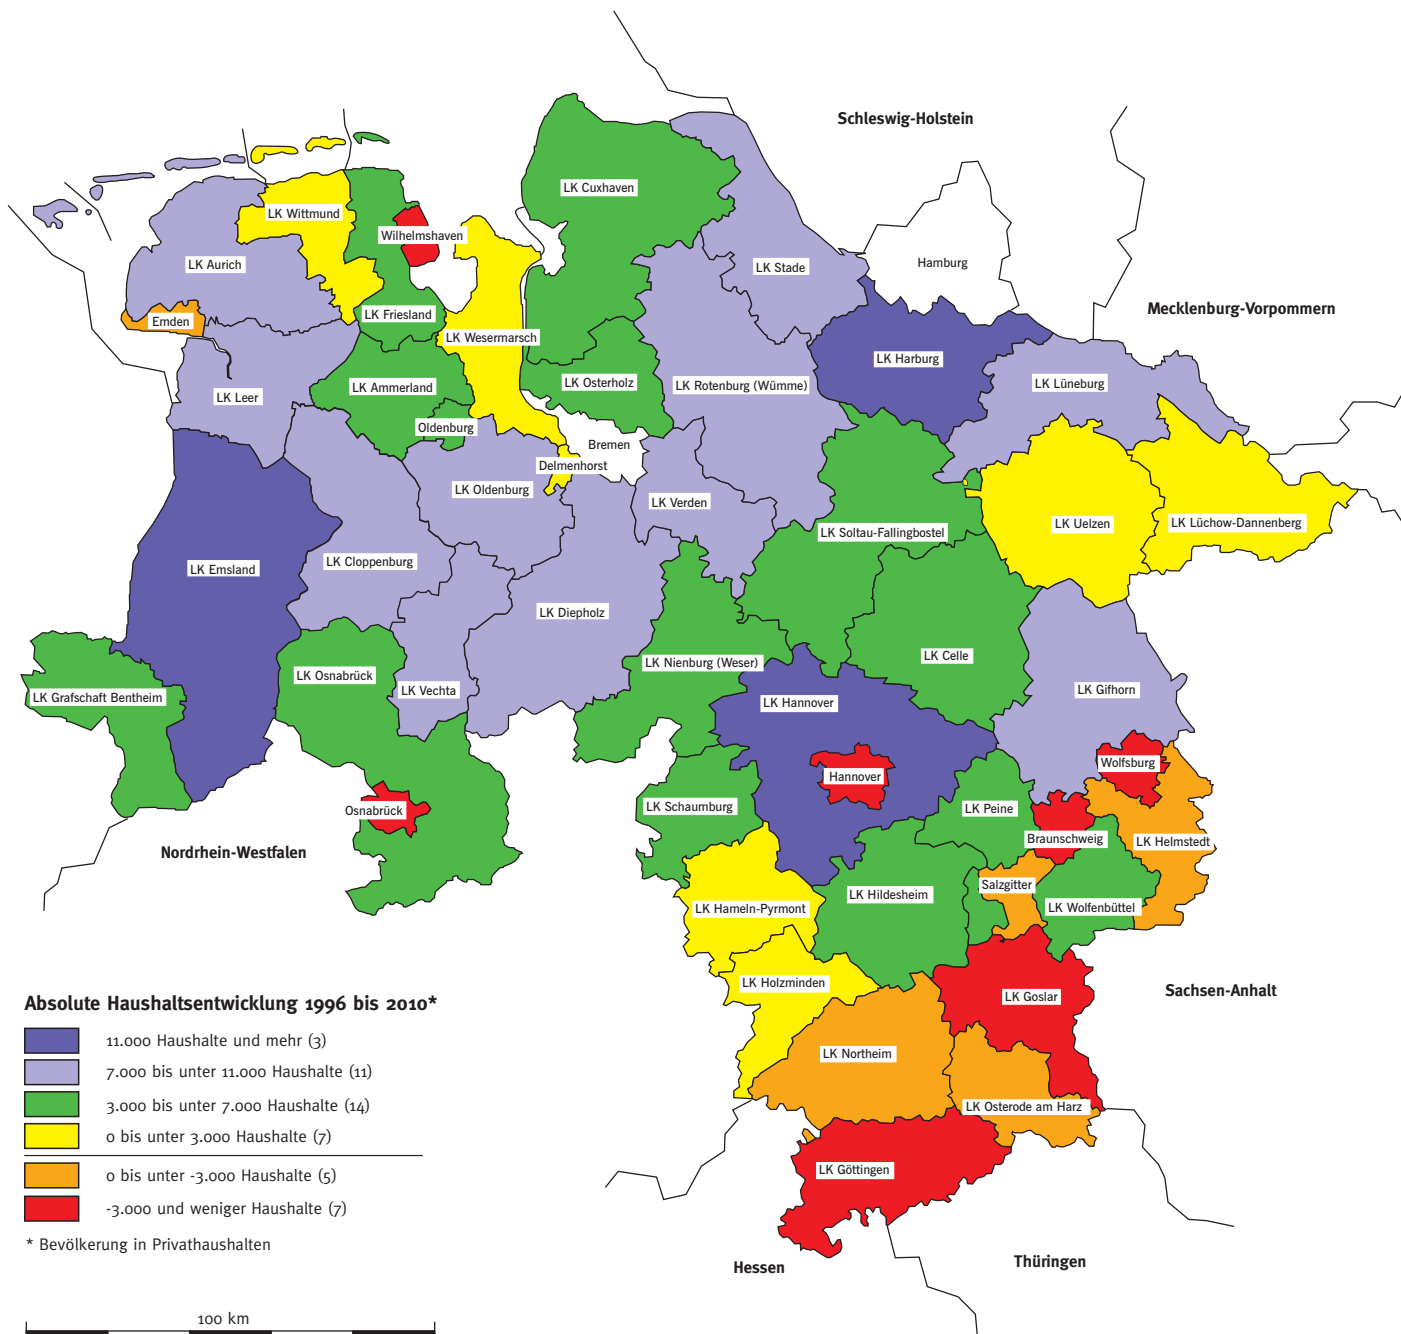 Schleswig-Holstein
LK Cuxhaven
LK Wittmund
Wilhelmshaven
LK Aurich
LK Stade
Hamburg
Mecklenburg-Vorpommern
Emden
LK Friesland
LK Wesermarsch
LK Harburg
LK Osterholz
LK Rotenburg (Wümme)
LK Lüneburg
LK Ammerland
LK Leer
Oldenburg
Bremen
Delmenhorst
LK Oldenburg
LK Verden
LK Uelzen
LK Lüchow-Dannenberg
LK Soltau-Fallingbostel
LK Emsland
LK Cloppenburg
LK Diepholz
LK Celle
LK Nienburg (Weser)
LK Osnabrück
LK Vechta
LK Gifhorn
LK Grafschaft Bentheim
LK Hannover
Wolfsburg
Hannover
LK Schaumburg
LK Peine
Osnabrück
Braunschweig
LK Helmstedt
Nordrhein-Westfalen
Salzgitter
LK Hildesheim
LK Wolfenbüttel
LK Hameln-Pyrmont
LK Holzminden
Sachsen-Anhalt
LK Goslar
LK Northeim
LK Osterode am Harz
LK Göttingen
Hessen
Thüringen
Absolute Haushaltsentwicklung 1996 bis 2010*
11.000 Haushalte und mehr (3)
7.000 bis unter 11.000 Haushalte (11)
3.000 bis unter 7.000 Haushalte (14)
0 bis unter 3.000 Haushalte (7)
0 bis unter -3.000 Haushalte (5)
-3.000 und weniger Haushalte (7)
* Bevölkerung in Privathaushalten
100 km